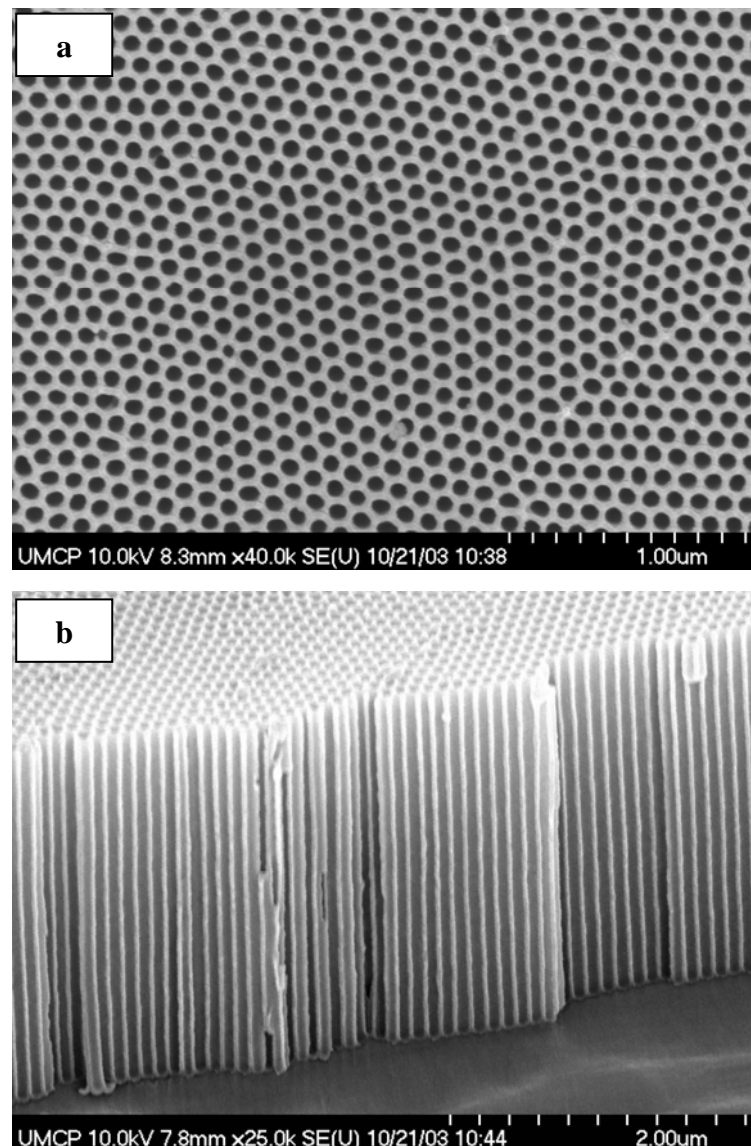 a
UMCP 10.0kV 8.3mm x40.0k SE(U) 10/21/03 10:38 1.00um
b
UMCP 10.0kV 7.8mm x25.0k SE(U) 10/21/03 10:44 2.00um